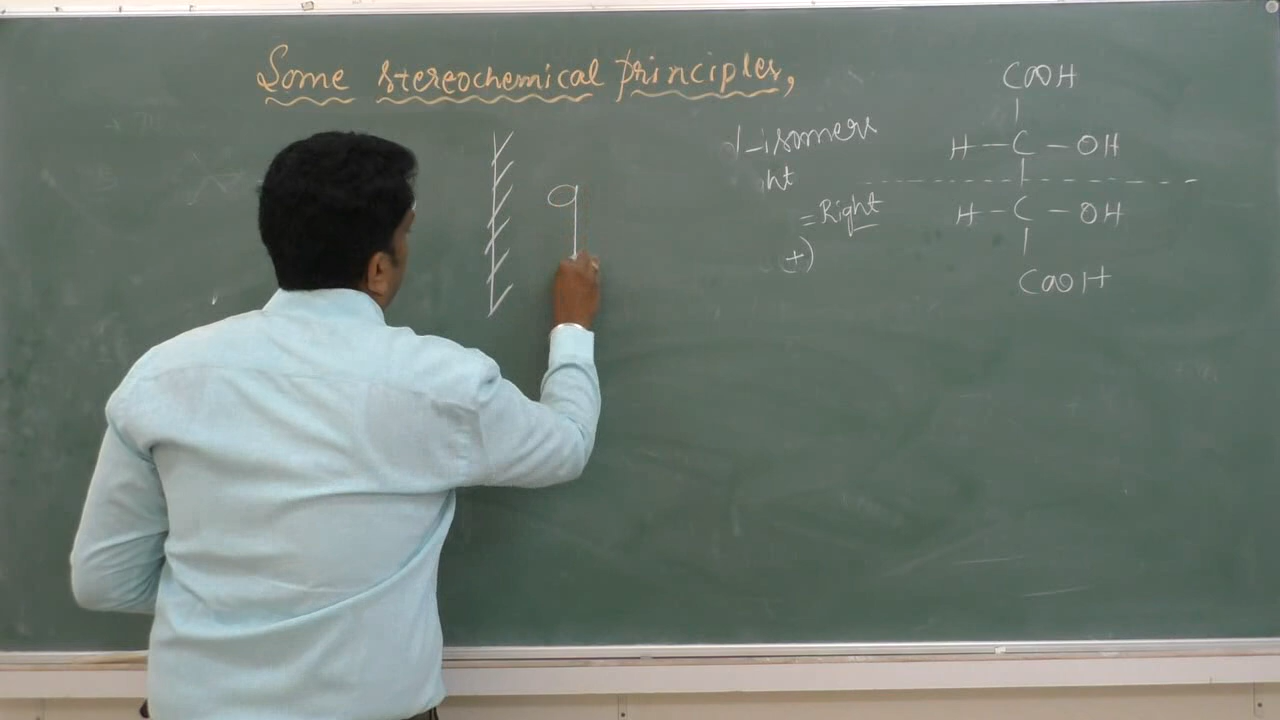 Some stereochemical principles,
d-isomers
ht
= Right
+)
COOH
H – C – OH
H – C – OH
COOH